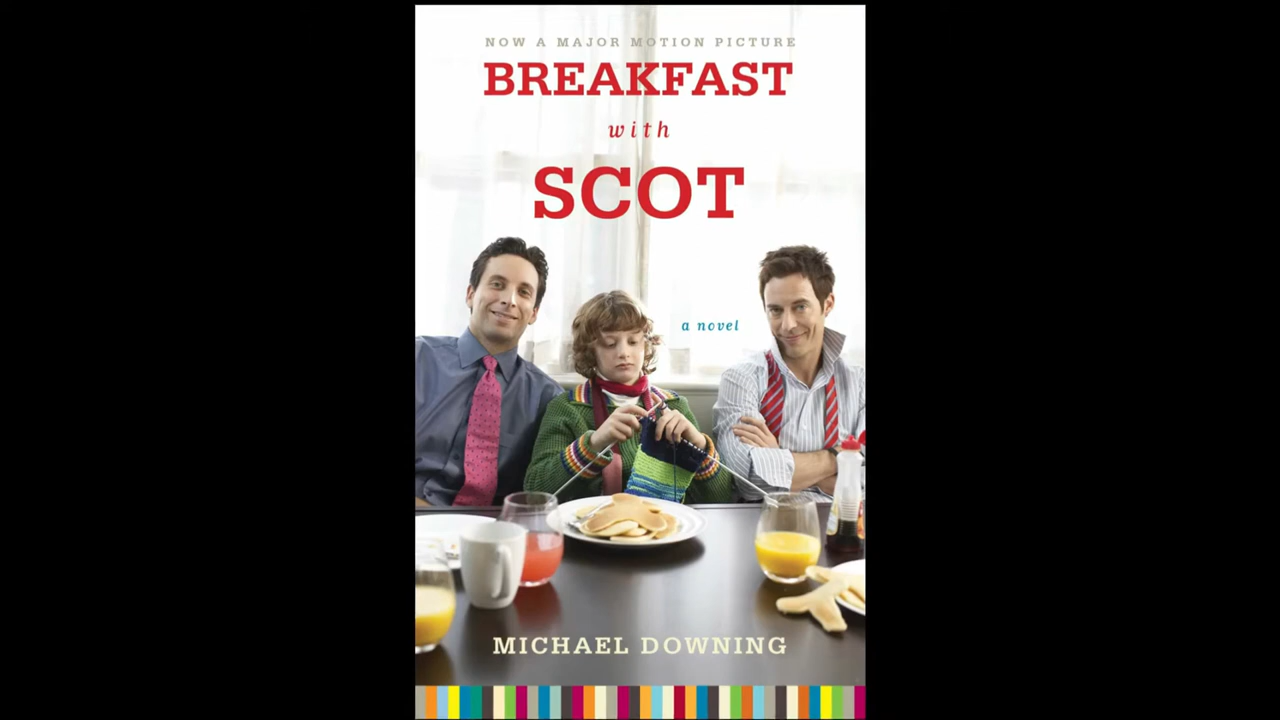 NOW A MAJOR MOTION PICTURE
BREAKFAST
with
SCOT
a novel
MICHAEL DOWNING